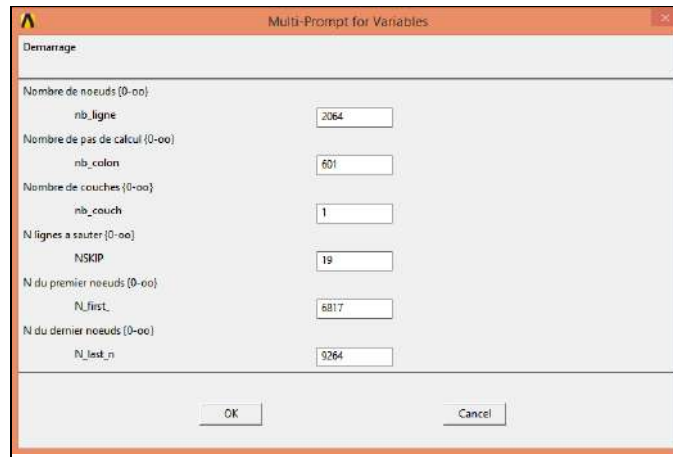 Multi-Prompt for Variables
Demarrage
Nombre de noeuds {0-oo}
nb_ligne 2064
Nombre de pas de calcul {0-oo}
nb_colon 601
Nombre de couches {0-oo}
nb_couch 1
N lignes a sauter {0-oo}
NSKIP 19
N du premier noeuds {0-oo}
N_first_ 6817
N du dernier noeuds {0-oo}
N_last_n 9264
OK Cancel